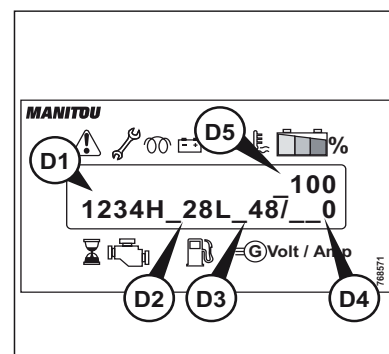 MANITOU
D5
%
D1
_100
1234H_28L_48/__0
G Volt / Amp
D2
D3
D4
768571